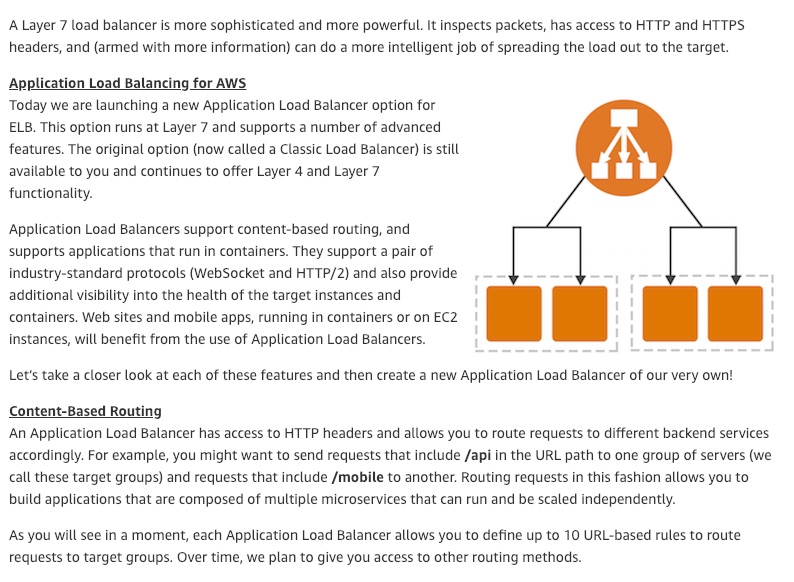 A Layer 7 load balancer is more sophisticated and more powerful. It inspects packets, has access to HTTP and HTTPS
headers, and (armed with more information) can do a more intelligent job of spreading the load out to the target.
Application Load Balancing for AWS
Today we are launching a new Application Load Balancer option for
ELB. This option runs at Layer 7 and supports a number of advanced
features. The original option (now called a Classic Load Balancer) is still
available to you and continues to offer Layer 4 and Layer 7
functionality.
Application Load Balancers support content-based routing, and
supports applications that run in containers. They support a pair of
industry-standard protocols (WebSocket and HTTP/2) and also provide
additional visibility into the health of the target instances and
containers. Web sites and mobile apps, running in containers or on EC2
instances, will benefit from the use of Application Load Balancers.
Let's take a closer look at each of these features and then create a new Application Load Balancer of our very own!
Content-Based Routing
An Application Load Balancer has access to HTTP headers and allows you to route requests to different backend services
accordingly. For example, you might want to send requests that include /api in the URL path to one group of servers (we
call these target groups) and requests that include /mobile to another. Routing requests in this fashion allows you to
build applications that are composed of multiple microservices that can run and be scaled independently.
As you will see in a moment, each Application Load Balancer allows you to define up to 10 URL-based rules to route
requests to target groups. Over time, we plan to give you access to other routing methods.